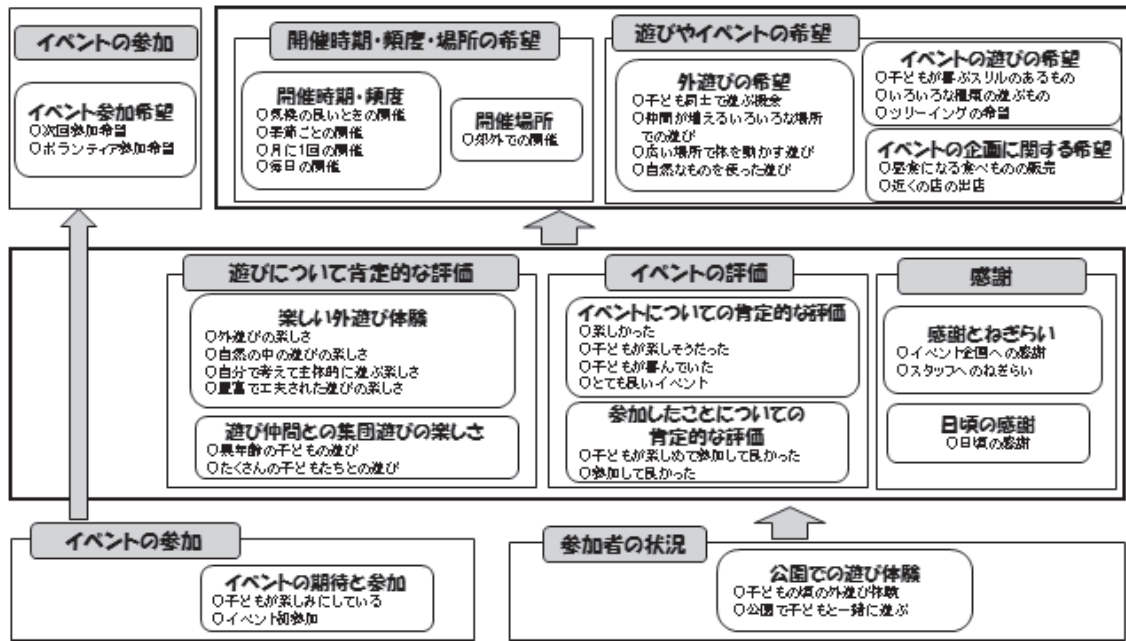 イベントの参加
イベント参加希望
○次回参加希望
○ボランティア参加希望
開催時期・頻度・場所の希望
開催時期・頻度
○気候の良いときの開催
○季節ごとの開催
○月に1回の開催
○毎日の開催
開催場所
○郊外での開催
遊びやイベントの希望
外遊びの希望
○子ども同士で遊ぶ機会
○仲間が増えるいろいろな場所
での遊び
○広い場所で体を動かす遊び
○自然なものを使った遊び
イベントの遊びの希望
○子どもが喜ぶスリルのあるもの
○いろいろな種類の遊ぶもの
○ツリーイングの希望
イベントの企画に関する希望
○昼食になる食べものの販売
○近くの店の出店
遊びについて肯定的な評価
楽しい外遊び体験
○外遊びの楽しさ
○自然の中の遊びの楽しさ
○自分で考えて主体的に遊ぶ楽しさ
○豊富で工夫された遊びの楽しさ
遊び仲間との集団遊びの楽しさ
○異年齢の子どもの遊び
○たくさんの子どもたちとの遊び
イベントの評価
イベントについての肯定的な評価
○楽しかった
○子どもが楽しそうだった
○子どもが喜んでいた
○とても良いイベント
参加したことについての
肯定的な評価
○子どもが楽しめて参加して良かった
○参加して良かった
感謝
感謝とねぎらい
○イベント企画への感謝
○スタッフへのねぎらい
日頃の感謝
○日頃の感謝
イベントの参加
イベントの期待と参加
○子どもが楽しみにしている
○イベント初参加
参加者の状況
公園での遊び体験
○子どもの頃の外遊び体験
○公園で子どもと一緒に遊ぶ